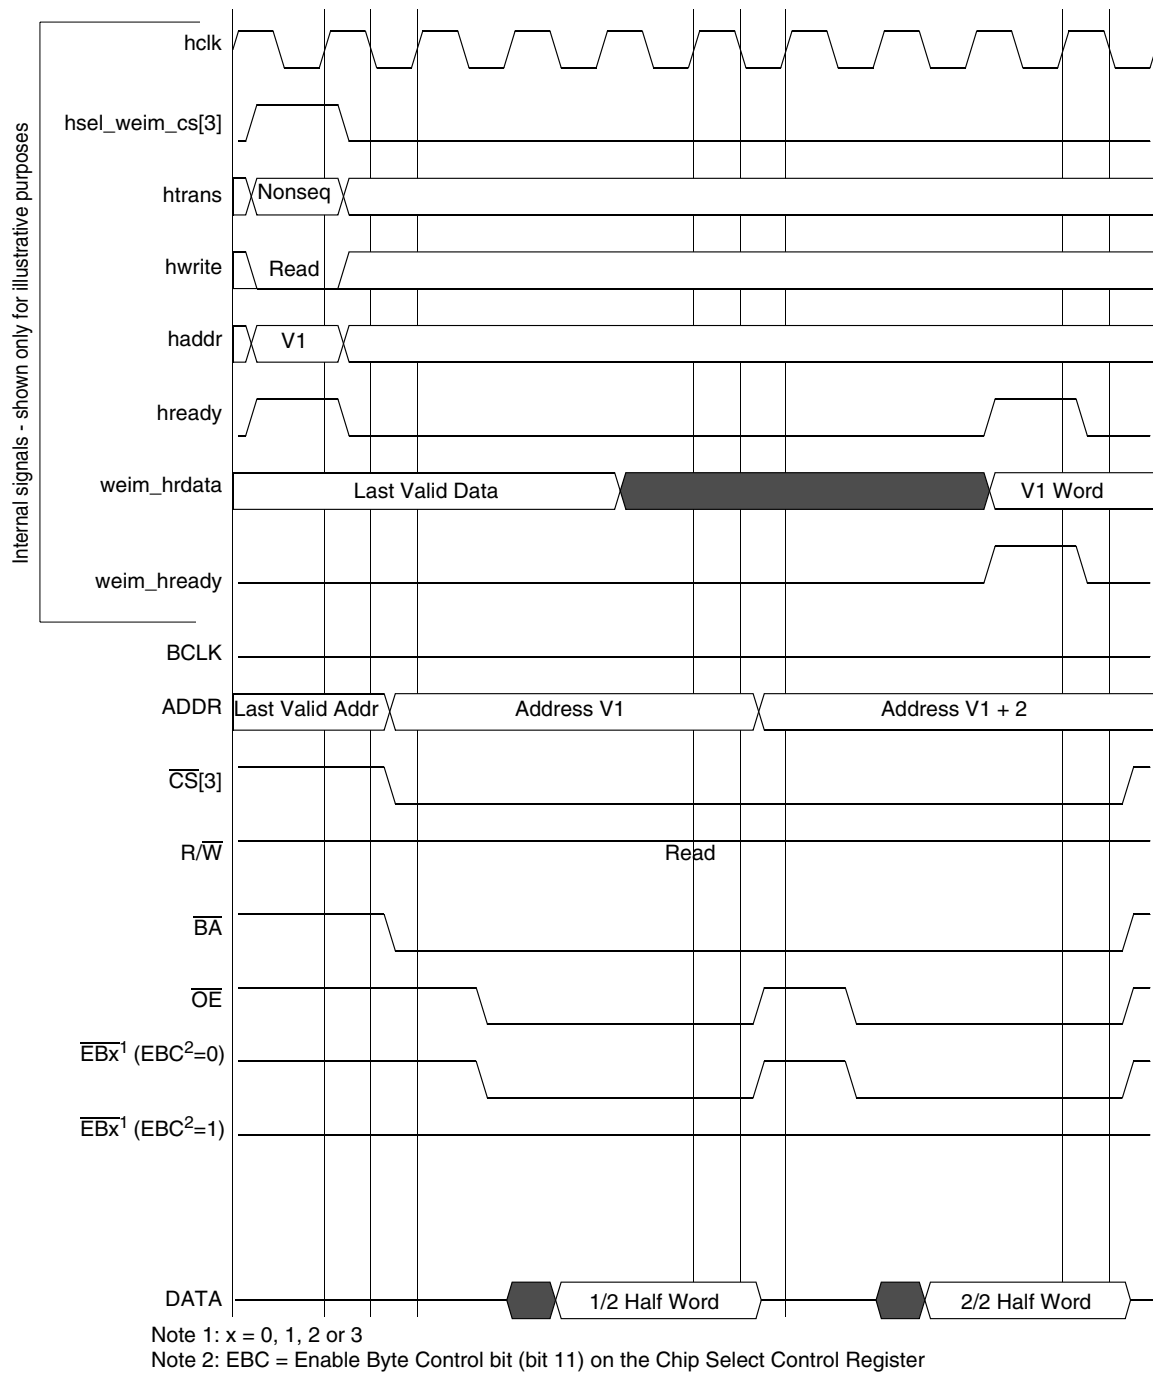 Internal signals - shown only for illustrative purposes
hclk
hsel_weim_cs[3]
htrans Nonseq
hwrite Read
haddr V1
hready
weim_hrdata Last Valid Data V1 Word
weim_hready
BCLK
ADDR Last Valid Addr Address V1 Address V1 + 2
CS[3]
R/W Read
BA
OE
EBx1 (EBC2=0)
EBx1 (EBC2=1)
DATA 1/2 Half Word 2/2 Half Word
Note 1: x = 0, 1, 2 or 3
Note 2: EBC = Enable Byte Control bit (bit 11) on the Chip Select Control Register